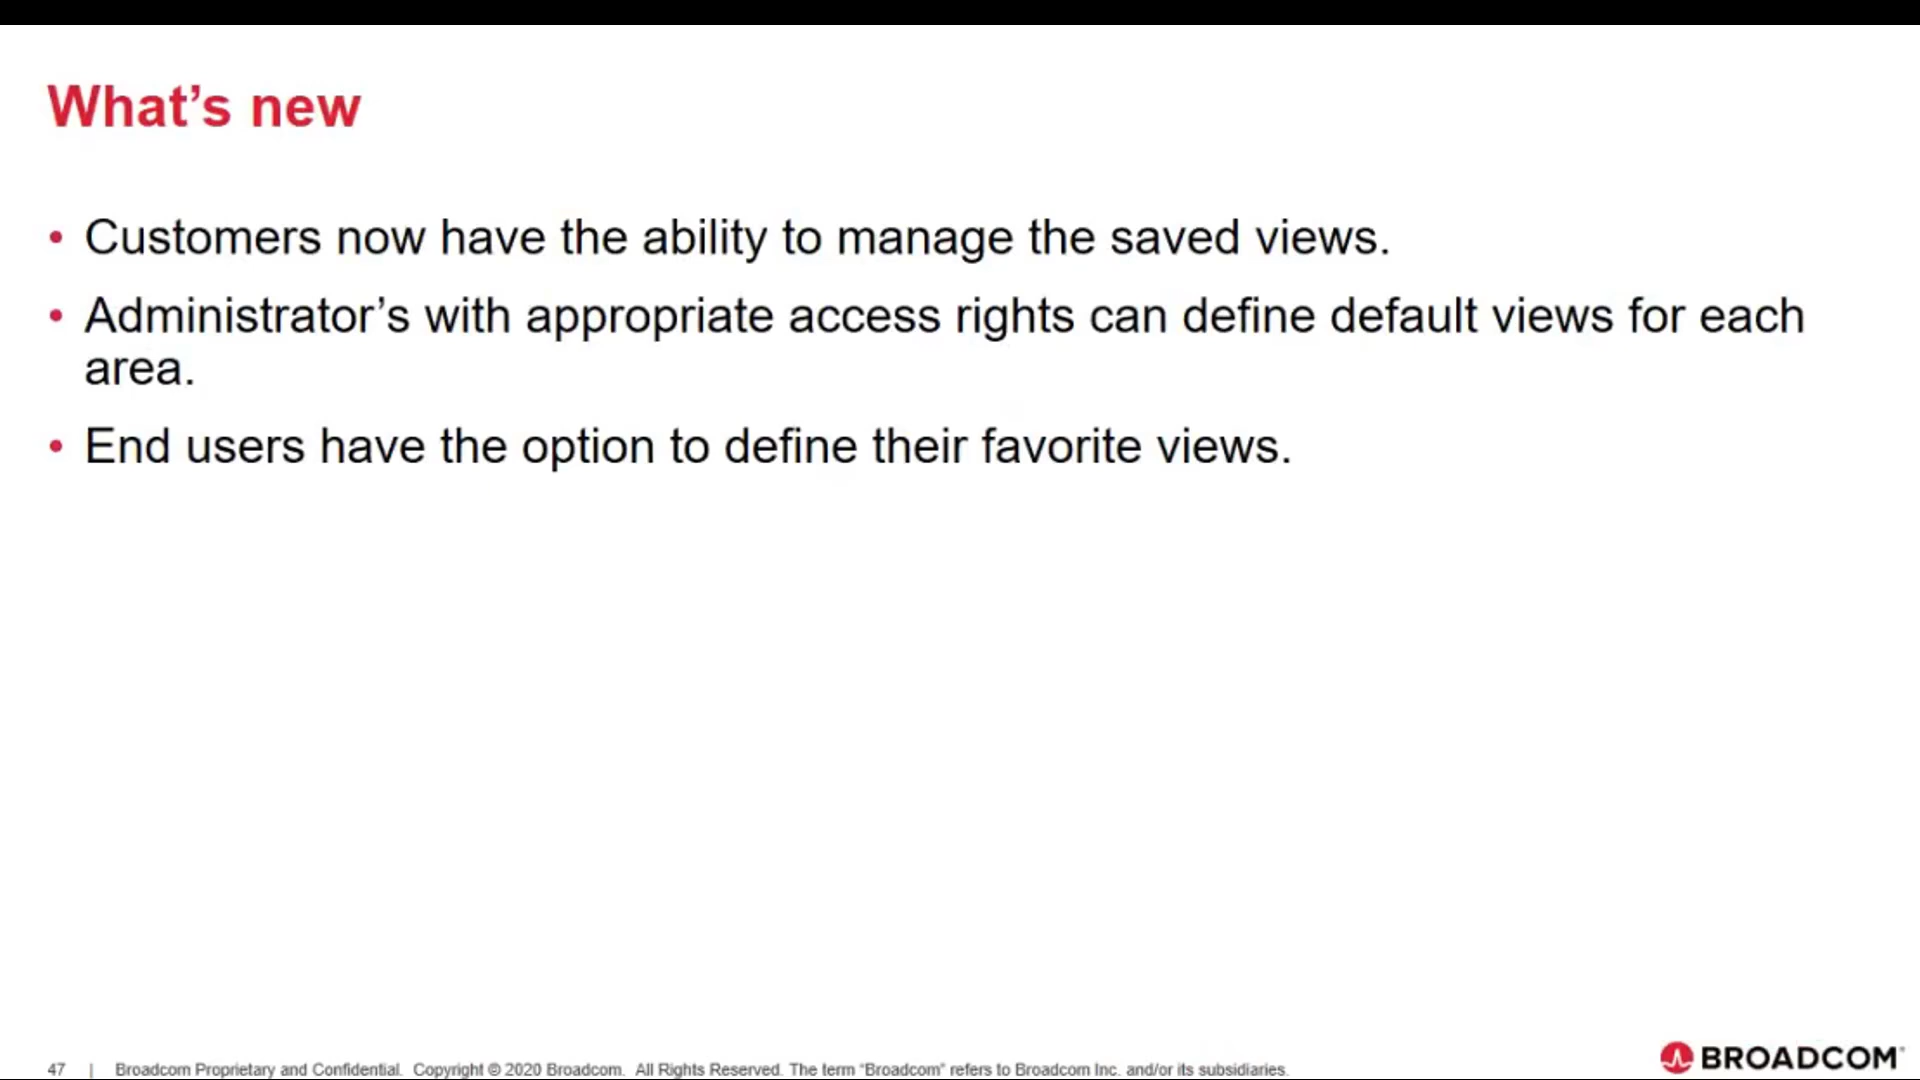 What’s new
• Customers now have the ability to manage the saved views.
• Administrator’s with appropriate access rights can define default views for each
area.
• End users have the option to define their favorite views.
47 | Broadcom Proprietary and Confidential. Copyright © 2020 Broadcom. All Rights Reserved. The term “Broadcom” refers to Broadcom Inc. and/or its subsidiaries.
BROADCOM